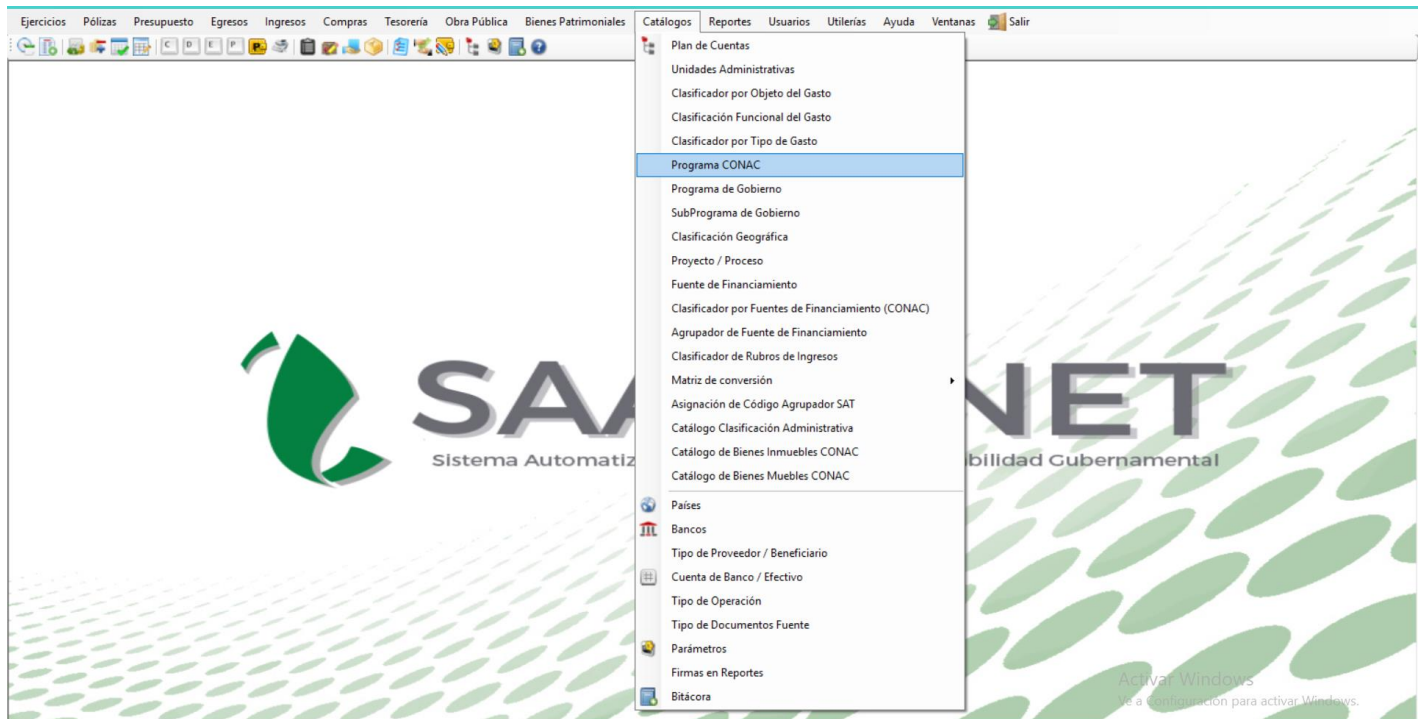 Ejercicios Pólizas Presupuesto Egresos Ingresos Compras Tesorería Obra Pública Bienes Patrimoniales Catálogos Reportes Usuarios Utilerías Ayuda Ventanas Salir
C D E P P
Plan de Cuentas
Unidades Administrativas
Clasificador por Objeto del Gasto
Clasificación Funcional del Gasto
Clasificador por Tipo de Gasto
Programa CONAC
Programa de Gobierno
SubPrograma de Gobierno
Clasificación Geográfica
Proyecto / Proceso
Fuente de Financiamiento
Clasificador por Fuentes de Financiamiento (CONAC)
Agrupador de Fuente de Financiamiento
Clasificador de Rubros de Ingresos
Matriz de conversión
Asignación de Código Agrupador SAT
Catálogo Clasificación Administrativa
Catálogo de Bienes Inmuebles CONAC
Catálogo de Bienes Muebles CONAC
Países
Bancos
Tipo de Proveedor / Beneficiario
Cuenta de Banco / Efectivo
Tipo de Operación
Tipo de Documentos Fuente
Parámetros
Firmas en Reportes
Bitácora
SAA NET
Sistema Automatiz bilidad Gubernamental
Activar Windows
Ve a Configuración para activar Windows.